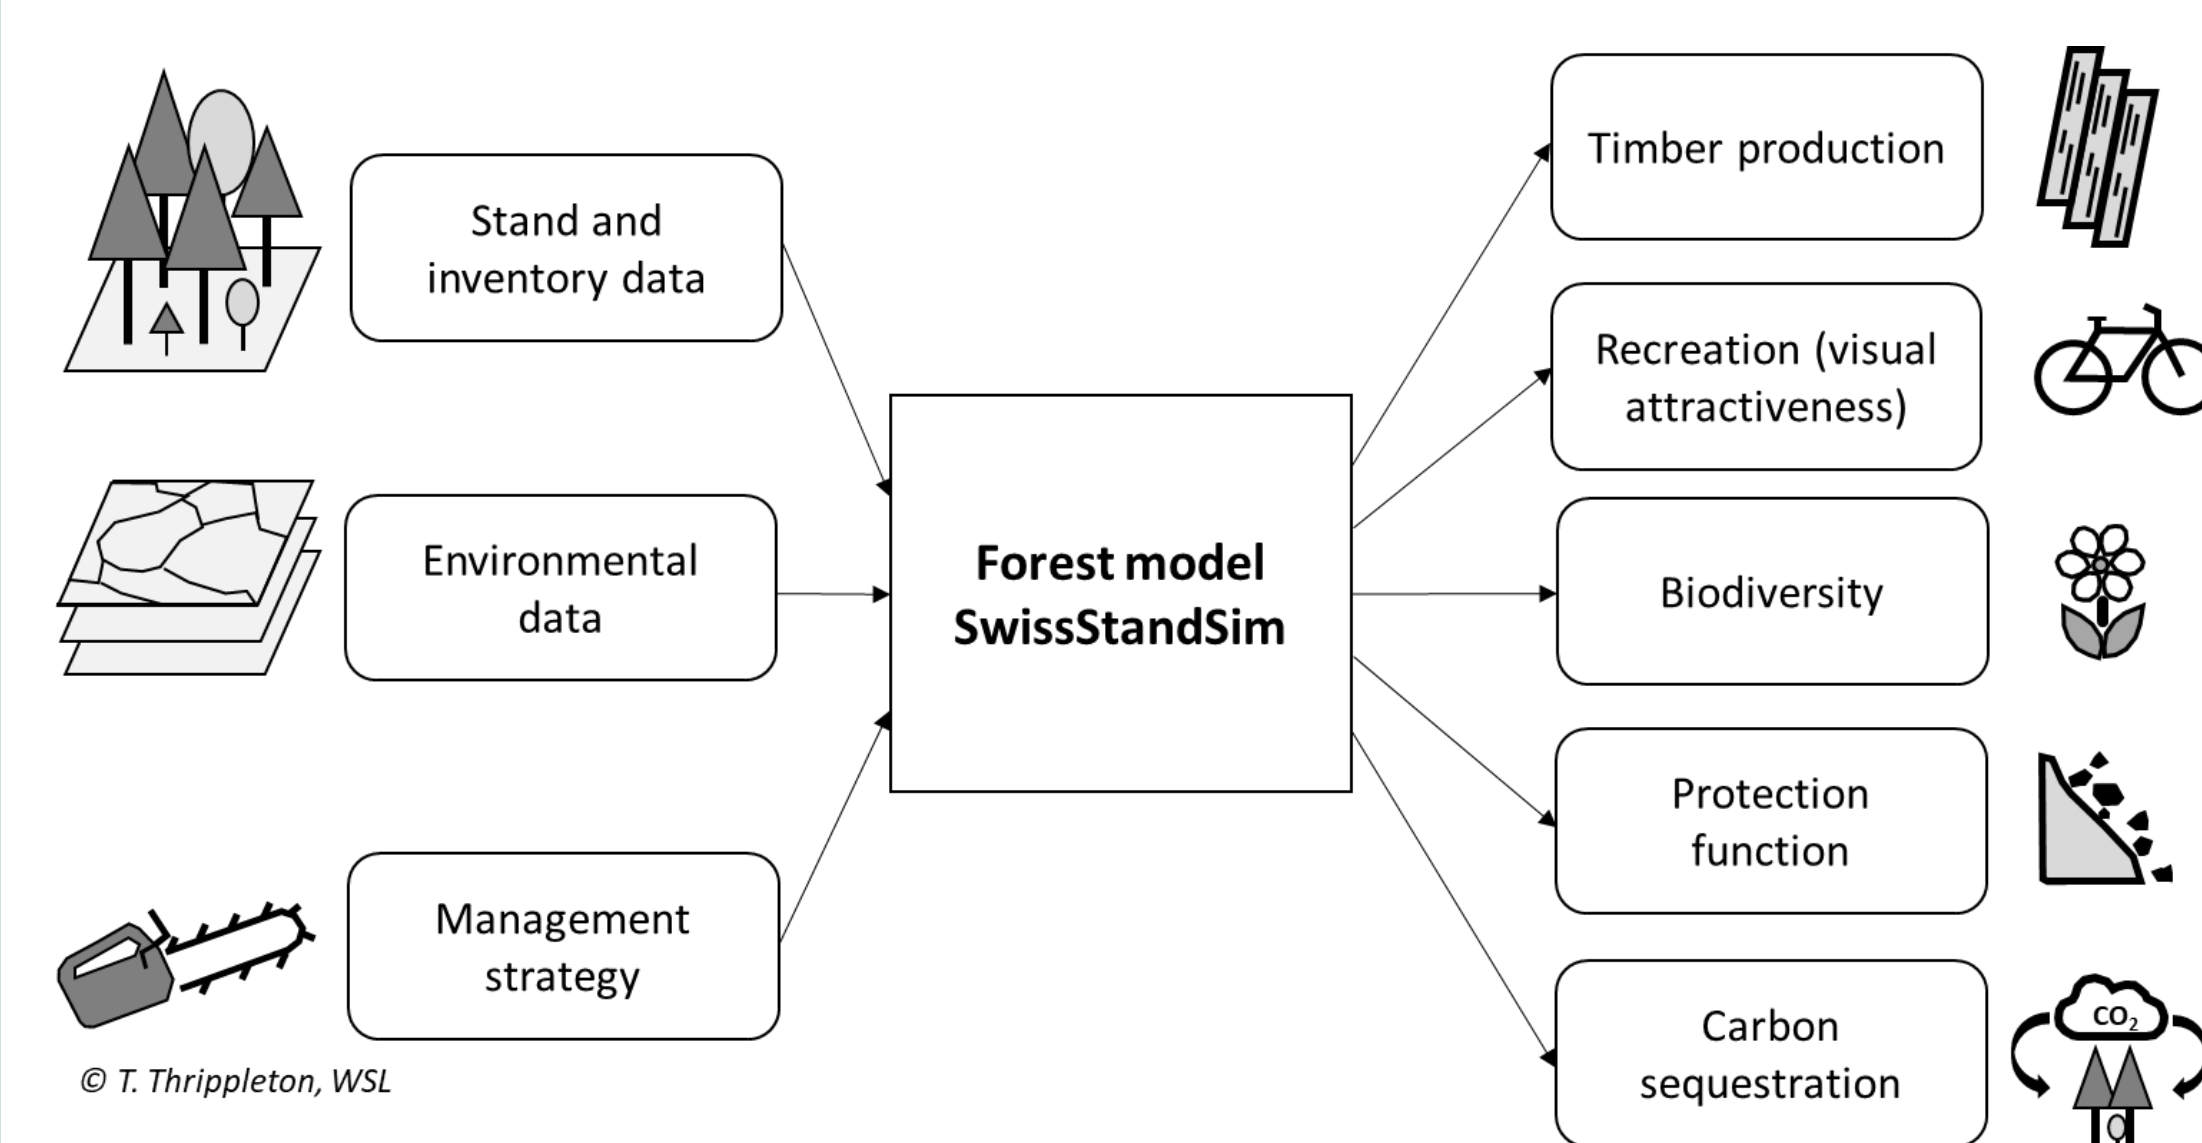 Stand and
inventory data
Environmental
data
Management
strategy
Forest model
SwissStandSim
Timber production
Recreation (visual
attractiveness)
Biodiversity
Protection
function
Carbon
sequestration
CO₂
© T. Thrippleton, WSL